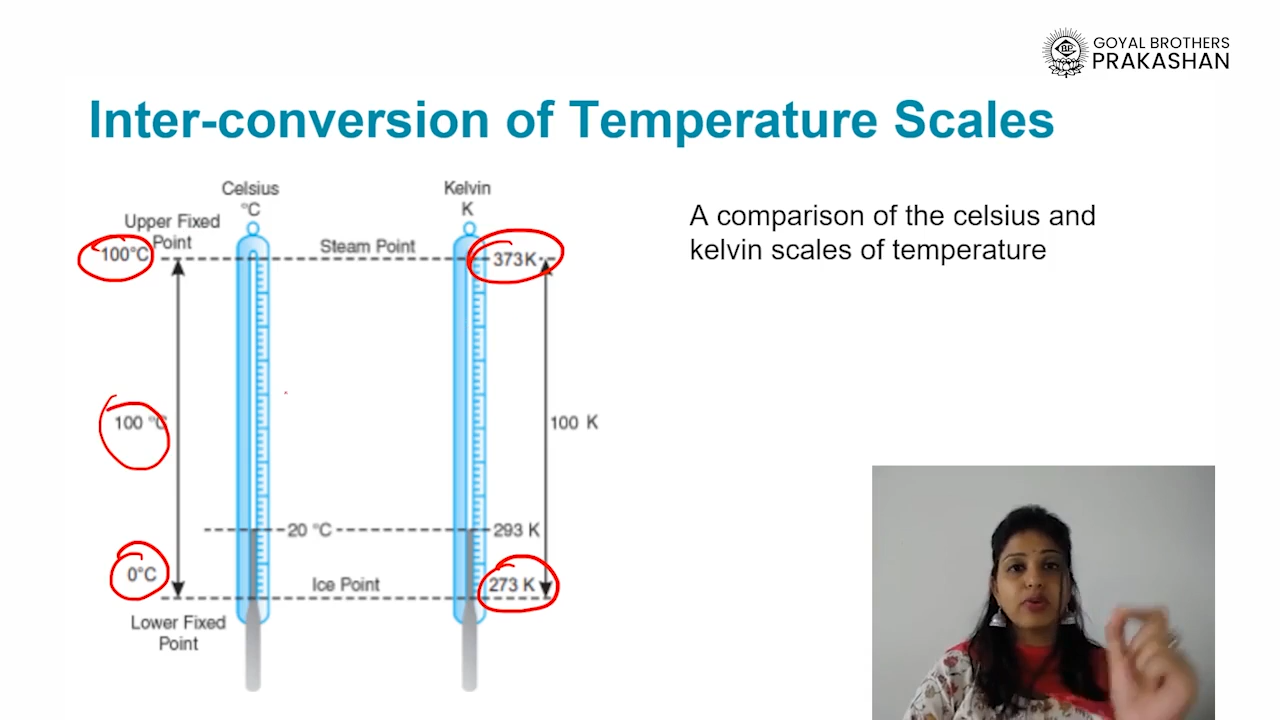 GOYAL BROTHERS
PRAKASHAN
Inter-conversion of Temperature Scales
Celsius
°C
Kelvin
K
Upper Fixed
Point
100°C
Steam Point
373K
A comparison of the celsius and
kelvin scales of temperature
100 °C
100 K
20 °C
293 K
0°C
Ice Point
273 K
Lower Fixed
Point